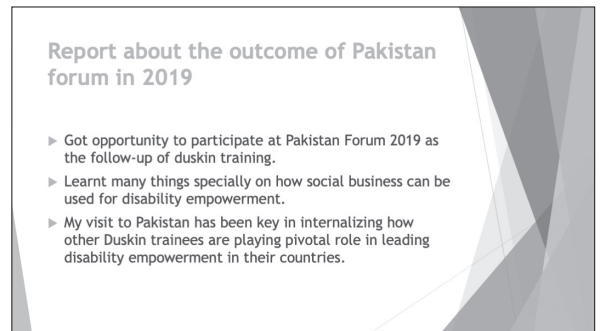 Report about the outcome of Pakistan
forum in 2019
Got opportunity to participate at Pakistan Forum 2019 as
the follow-up of duskin training.
Learnt many things specially on how social business can be
used for disability empowerment.
My visit to Pakistan has been key in internalizing how
other Duskin trainees are playing pivotal role in leading
disability empowerment in their countries.